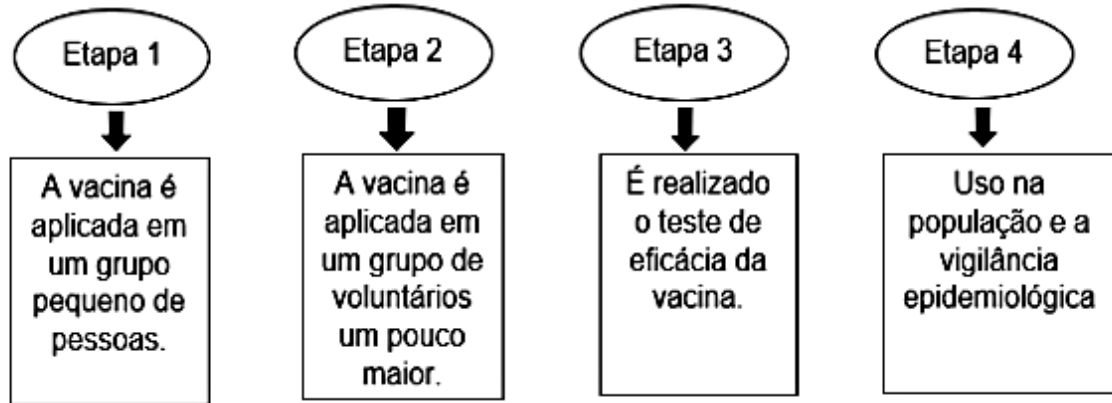 Etapa 1
A vacina é
aplicada em
um grupo
pequeno de
pessoas.
Etapa 2
A vacina é
aplicada em
um grupo de
voluntários
um pouco
maior.
Etapa 3
É realizado
o teste de
eficácia da
vacina.
Etapa 4
Uso na
população e a
vigilância
epidemiológica